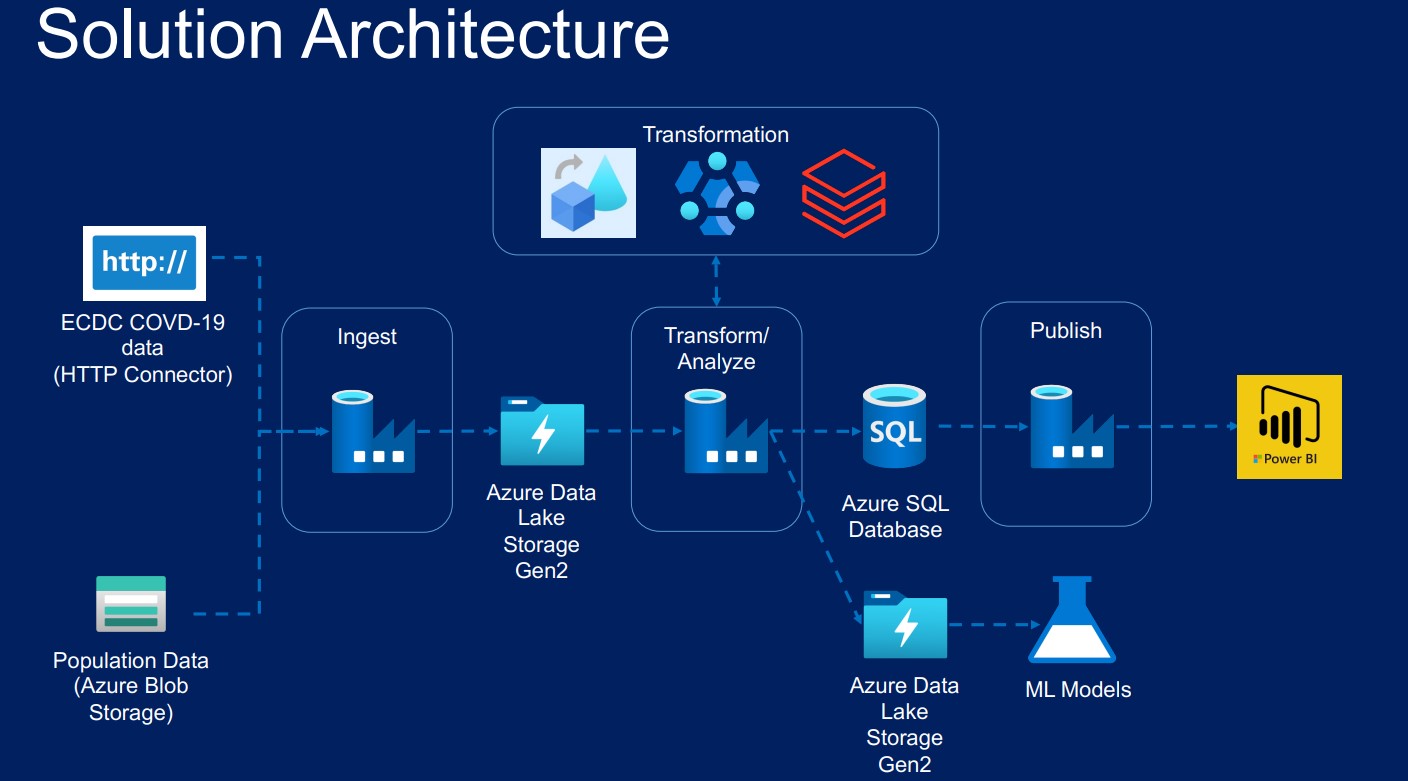 Solution Architecture
Transformation
http://
ECDC COVD-19
data
(HTTP Connector)
Ingest
Transform/
Analyze
Publish
SQL
Power BI
Azure Data
Lake
Storage
Gen2
Azure SQL
Database
Population Data
(Azure Blob
Storage)
Azure Data
Lake
Storage
Gen2
ML Models